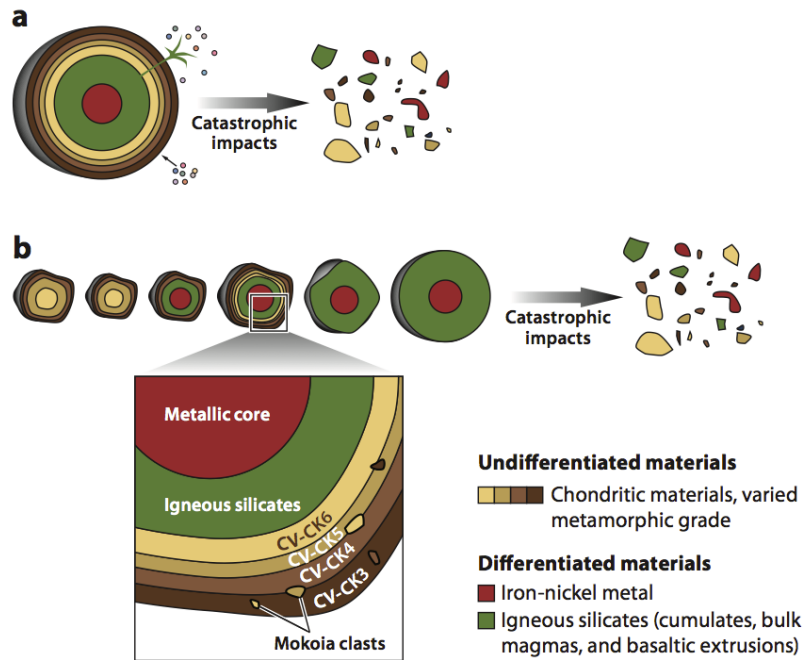 a
Catastrophic
impacts
b
Catastrophic
impacts
Metallic core
Igneous silicates
CV-CK6
CV-CK5
CV-CK4
CV-CK3
Mokoia clasts
Undifferentiated materials
Chondritic materials, varied
metamorphic grade
Differentiated materials
Iron-nickel metal
Igneous silicates (cumulates, bulk
magmas, and basaltic extrusions)